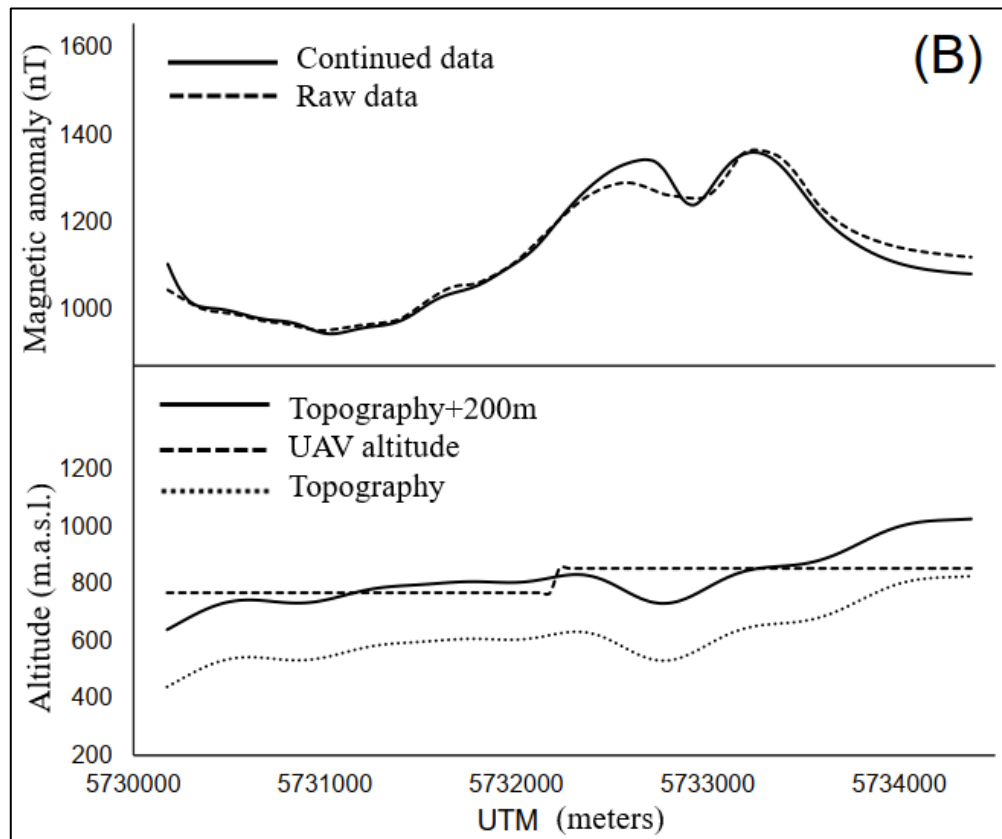 (B)
Continued data
Raw data
Magnetic anomaly (nT)
1600
1400
1200
1000
Topography+200m
UAV altitude
Topography
Altitude (m.a.s.l.)
1200
1000
800
600
400
200
5730000 5731000 5732000 5733000 5734000
UTM (meters)